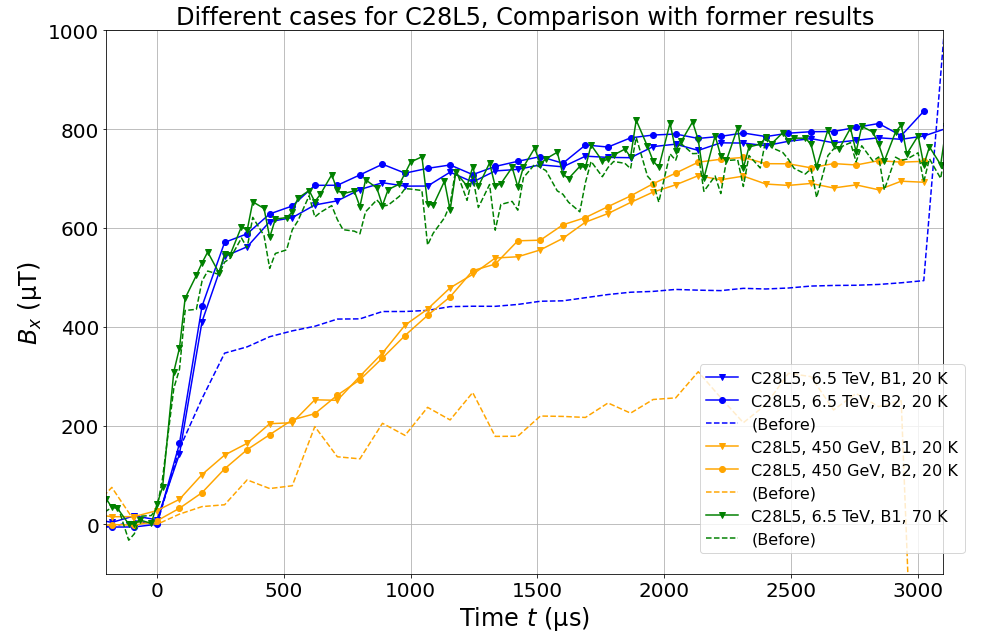 Different cases for C28L5, Comparison with former results
1000
800
600
400
200
0
B_x (μT)
0 500 1000 1500 2000 2500 3000
Time t (μs)
C28L5, 6.5 TeV, B1, 20 K
C28L5, 6.5 TeV, B2, 20 K
(Before)
C28L5, 450 GeV, B1, 20 K
C28L5, 450 GeV, B2, 20 K
(Before)
C28L5, 6.5 TeV, B1, 70 K
(Before)